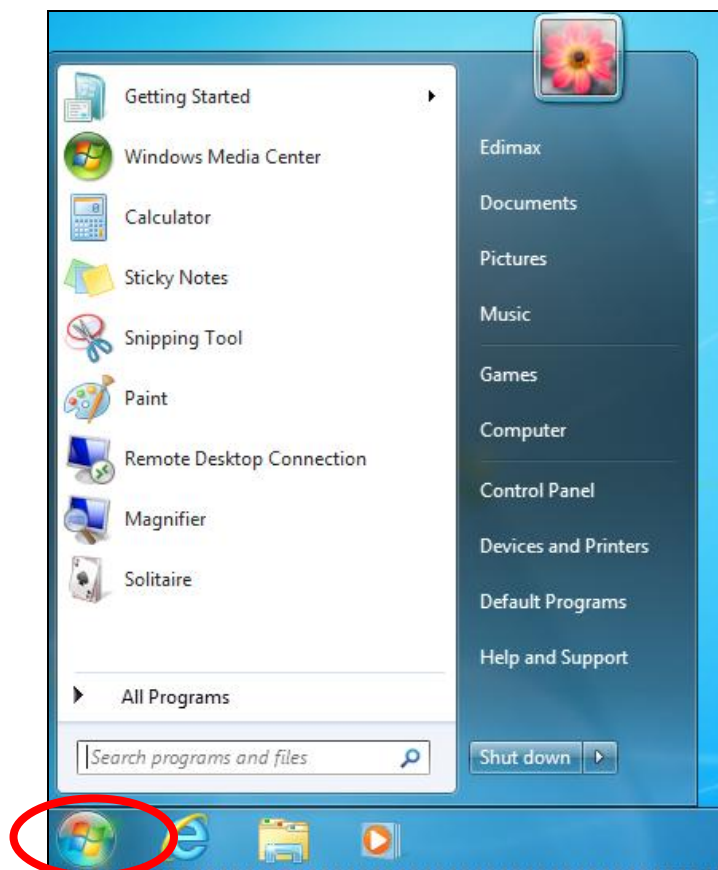 Getting Started
Windows Media Center
Calculator
Sticky Notes
Snipping Tool
Paint
Remote Desktop Connection
Magnifier
Solitaire
All Programs
Search programs and files
Edimax
Documents
Pictures
Music
Games
Computer
Control Panel
Devices and Printers
Default Programs
Help and Support
Shut down